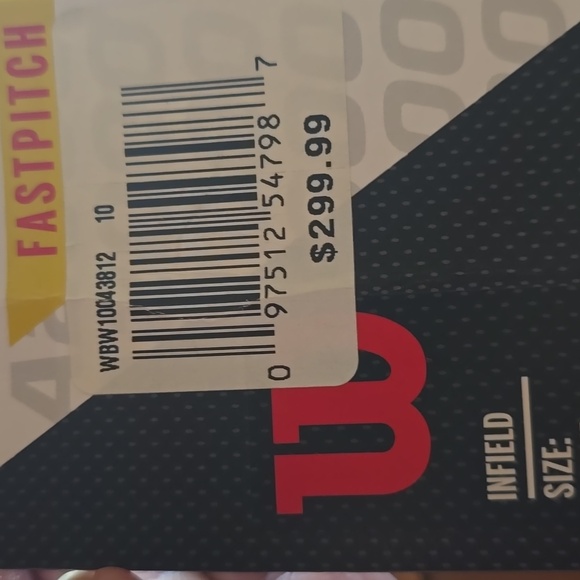 FASTPITCH
WBW10043812 10
0 97512 54798 7
$299.99
INFIELD
SIZE: